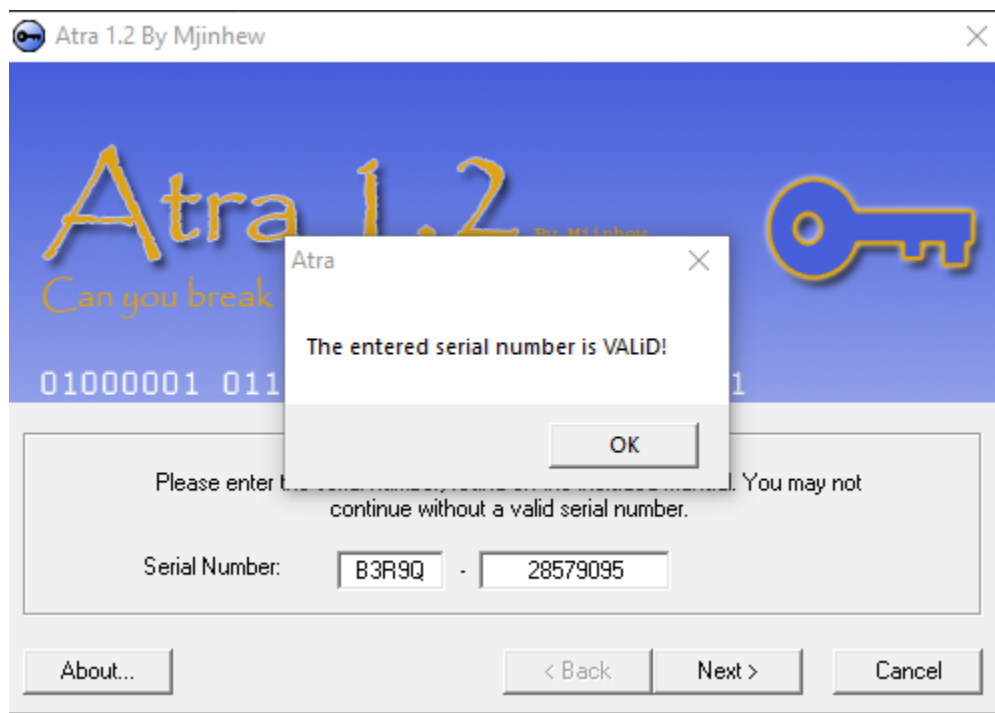 Atra 1.2 By Mjinhew
Atra 1.2
Can you break
Atra
The entered serial number is VALiD!
01000001 011
1
OK
Please enter
You may not
continue without a valid serial number.
Serial Number: B3R9Q - 28579095
About... < Back Next > Cancel